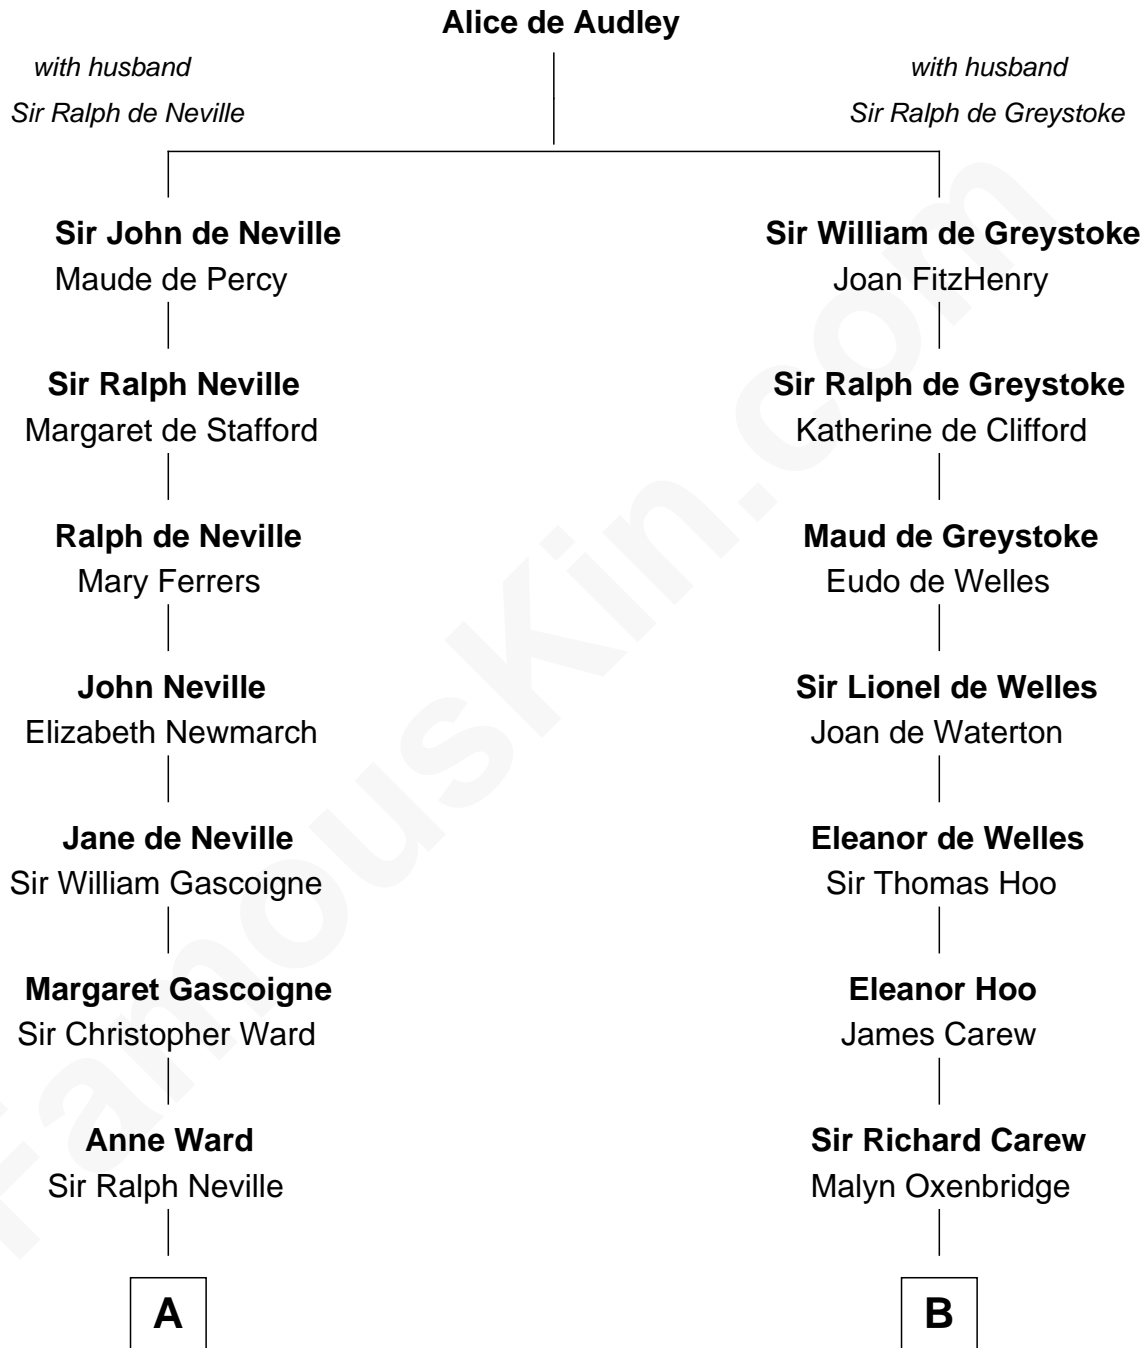 Alice de Audley
with husband
Sir Ralph de Neville
with husband
Sir Ralph de Greystoke
Sir John de Neville
Maude de Percy
Sir William de Greystoke
Joan FitzHenry
Sir Ralph Neville
Margaret de Stafford
Sir Ralph de Greystoke
Katherine de Clifford
Ralph de Neville
Mary Ferrers
Maud de Greystoke
Eudo de Welles
John Neville
Elizabeth Newmarch
Sir Lionel de Welles
Joan de Waterton
Jane de Neville
Sir William Gascoigne
Eleanor de Welles
Sir Thomas Hoo
Margaret Gascoigne
Sir Christopher Ward
Eleanor Hoo
James Carew
Anne Ward
Sir Ralph Neville
Sir Richard Carew
Malyn Oxenbridge
A
B
FamousKin.com